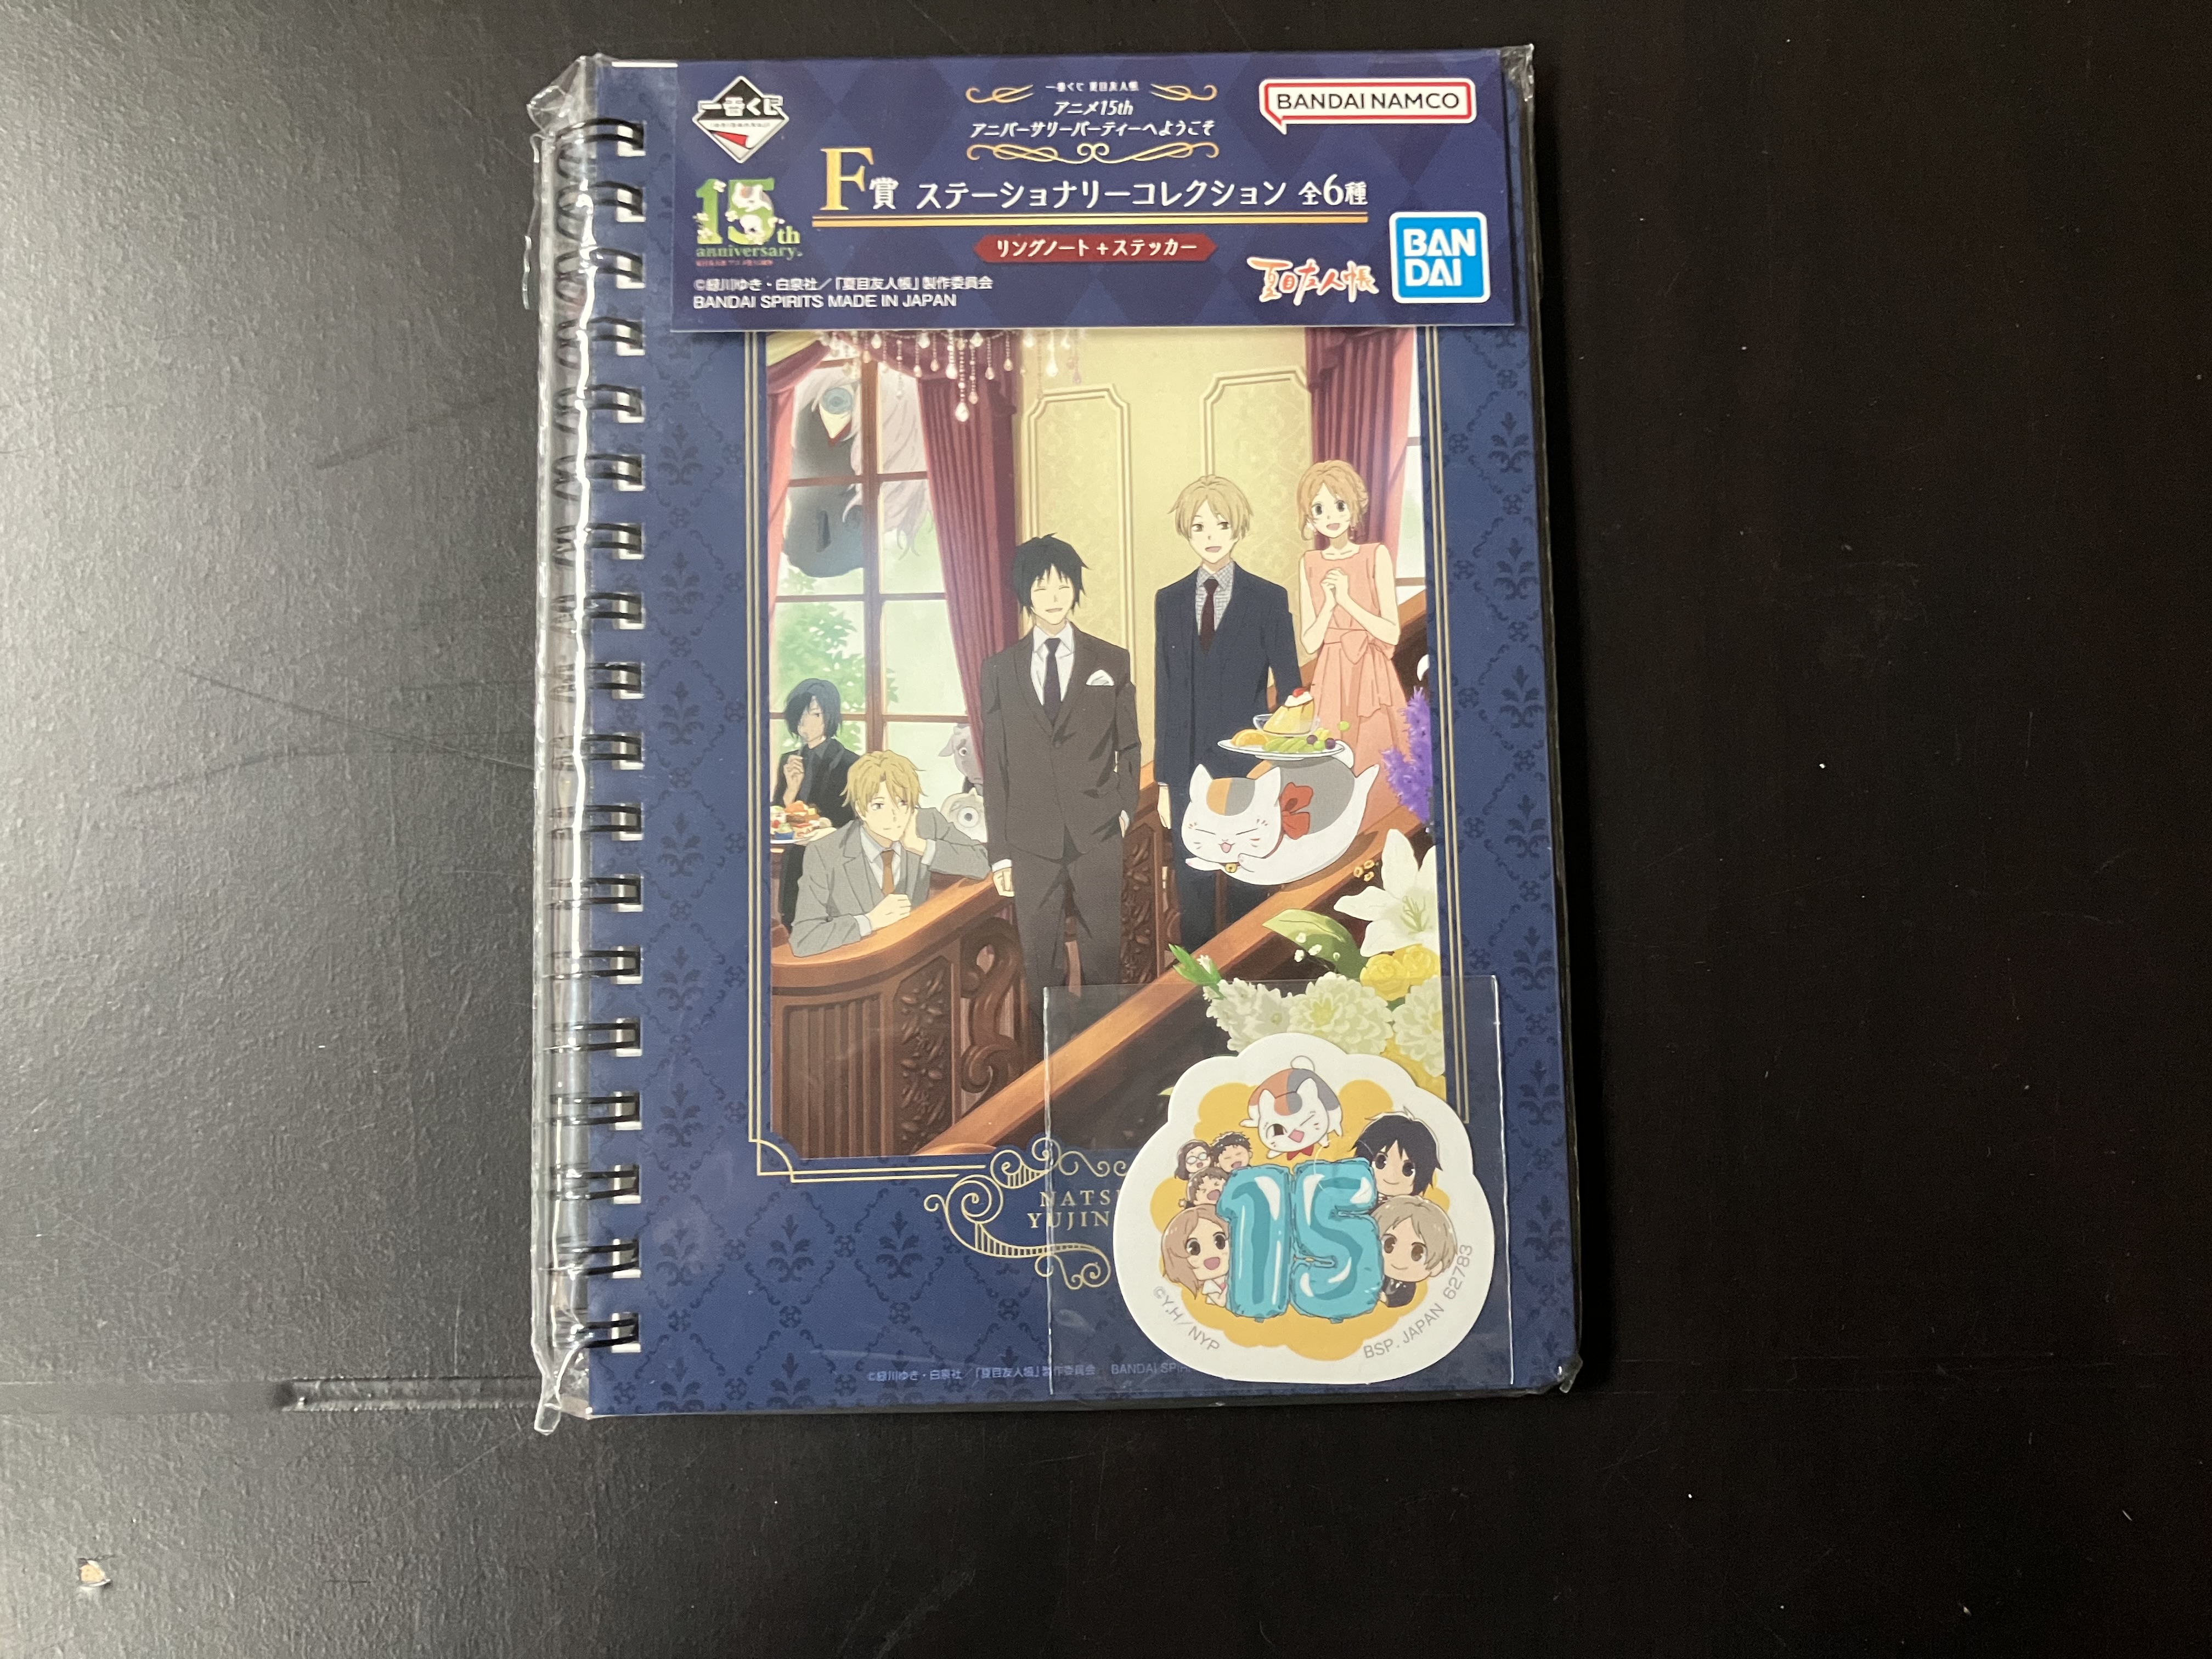 一番くじ
一番くじ 夏目友人帳
アニメ15th
アニバーサリーパーティーへようこそ
BANDAI NAMCO
F賞 ステーショナリーコレクション 全6種
15th
anniversary
リングノート+ステッカー
夏目友人帳
BAN
DAI
©緑川ゆき・白泉社／「夏目友人帳」製作委員会
BANDAI SPIRITS MADE IN JAPAN
NATS
YUJIN
15
©Y,H / NYP
BSP. JAPAN 62783
©緑川ゆき・白泉社 /「夏目友人帳」製作委員会 BANDAI SPI